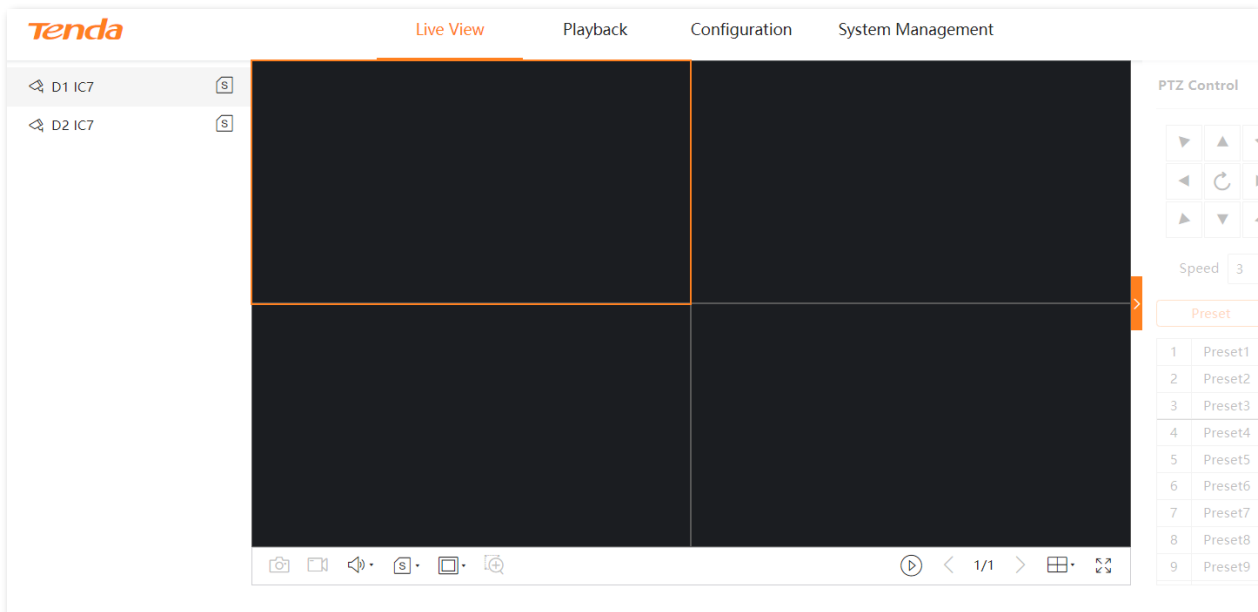 Tenda
Live View Playback Configuration System Management
D1 IC7 S
D2 IC7 S
PTZ Control
Speed 3
Preset
1 Preset1
2 Preset2
3 Preset3
4 Preset4
5 Preset5
6 Preset6
7 Preset7
8 Preset8
9 Preset9
S 1/1